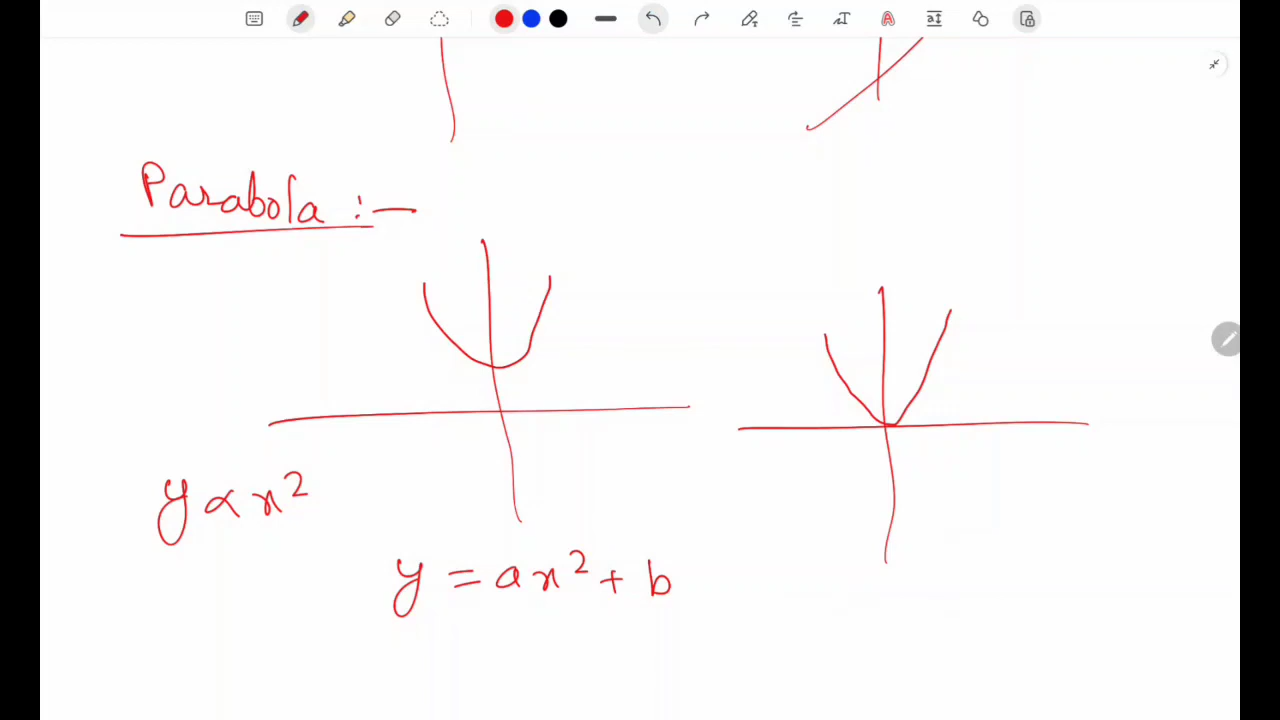 Parabola :-
y ∝ x²
y = ax² + b